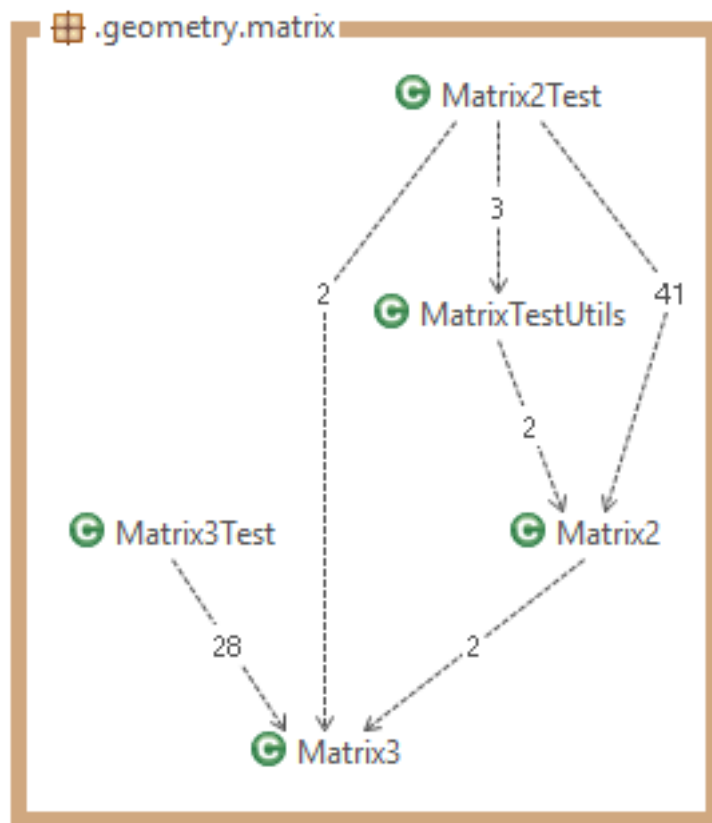 .geometry.matrix
Matrix2Test
3
2
41
MatrixTestUtils
2
Matrix3Test
Matrix2
28
2
Matrix3